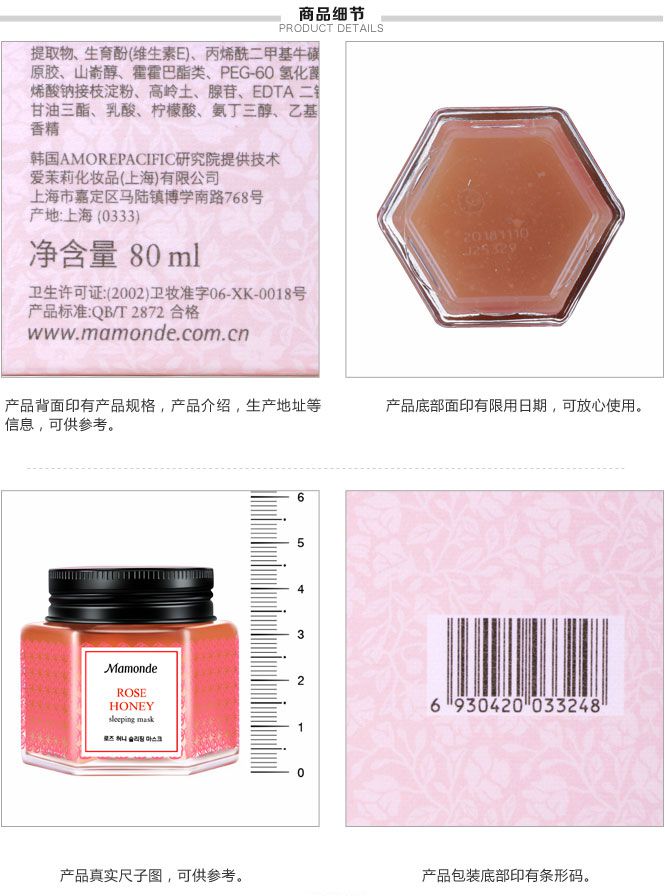 商品细节
PRODUCT DETAILS
提取物、生育酚(维生素E)、丙烯酰二甲基牛磺
原胶、山嵛醇、霍霍巴酯类、PEG-60 氢化蓖
烯酸钠接枝淀粉、高岭土、腺苷、EDTA 二钠
甘油三酯、乳酸、柠檬酸、氨丁三醇、乙基
香精
韩国AMOREPACIFIC研究院提供技术
爱茉莉化妆品(上海)有限公司
上海市嘉定区马陆镇博学南路768号
产地:上海 (0333)
净含量 80 ml
卫生许可证:(2002)卫妆准字06-XK-0018号
产品标准:QB/T 2872 合格
www.mamonde.com.cn
20181110
J2S329
产品背面印有产品规格，产品介绍，生产地址等
信息，可供参考。
产品底部面印有限用日期，可放心使用。
6
5
4
3
2
1
0
Mamonde
ROSE
HONEY
sleeping mask
로즈 허니 슬리핑 마스크
6 930420 033248
产品真实尺子图，可供参考。
产品包装底部印有条形码。